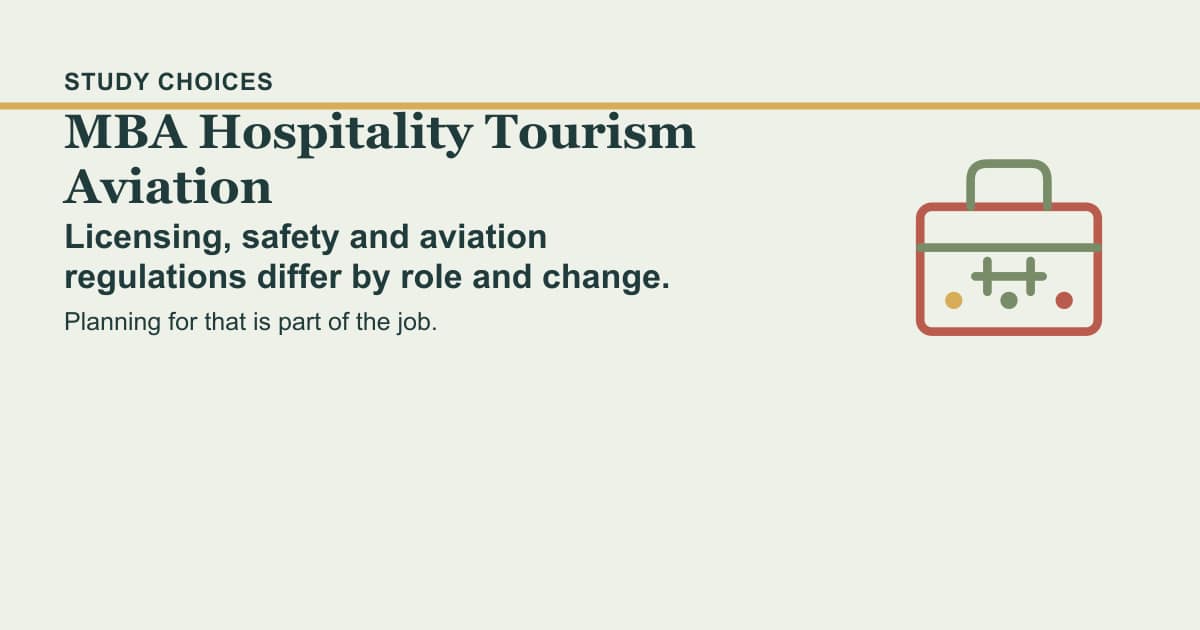 STUDY CHOICES
MBA Hospitality Tourism
Aviation
Licensing, safety and aviation
regulations differ by role and change.
Planning for that is part of the job.